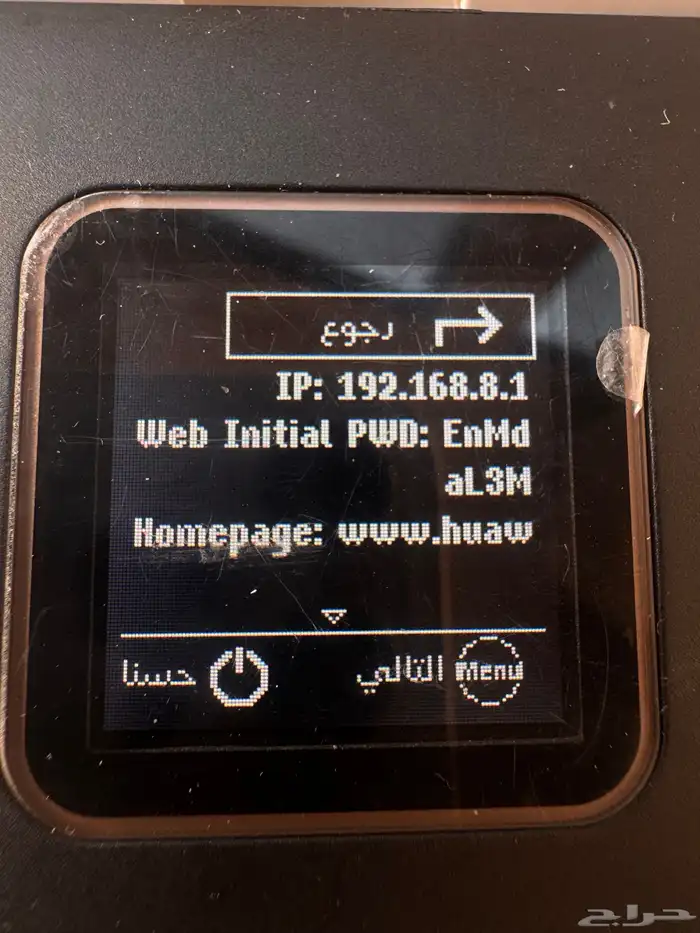 رجوع
IP: 192.168.8.1
Web Initial PWD: EnMd
aL3M
Homepage: www.huaw
التالي Menu
حسنا
حراج